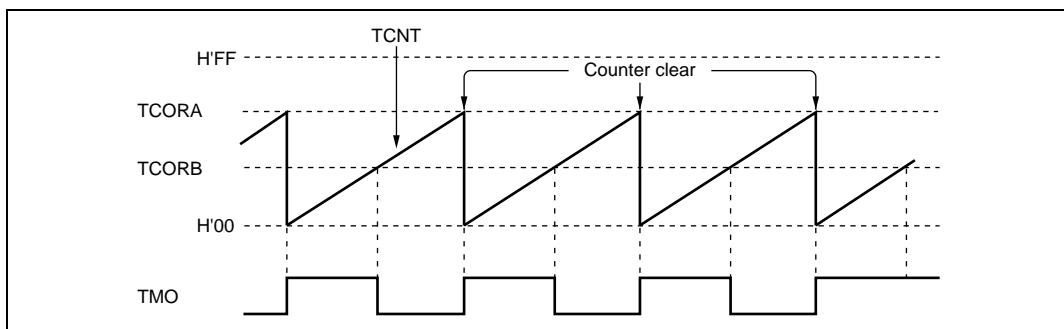 TCNT
H'FF
Counter clear
TCORA
TCORB
H'00
TMO